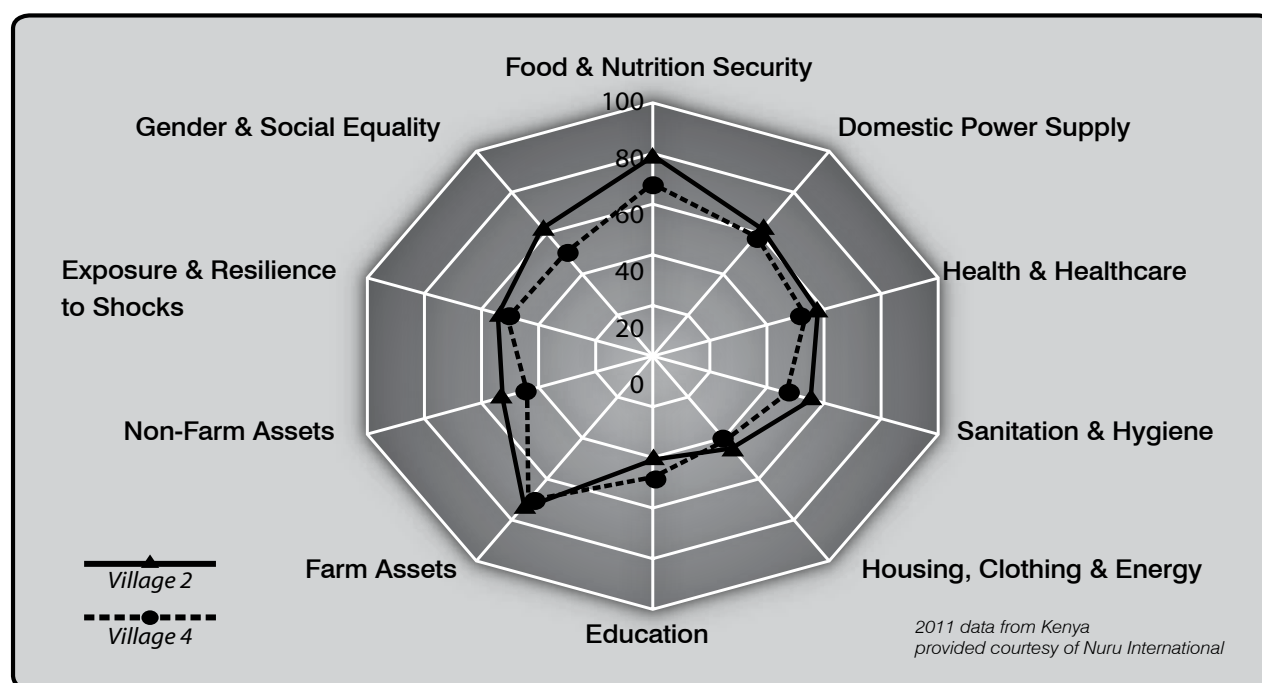 Food & Nutrition Security
100
Gender & Social Equality
Domestic Power Supply
80
60
Exposure & Resilience
to Shocks
Health & Healthcare
40
20
0
Non-Farm Assets
Sanitation & Hygiene
Farm Assets
Housing, Clothing & Energy
Education
Village 2
Village 4
2011 data from Kenya
provided courtesy of Nuru International